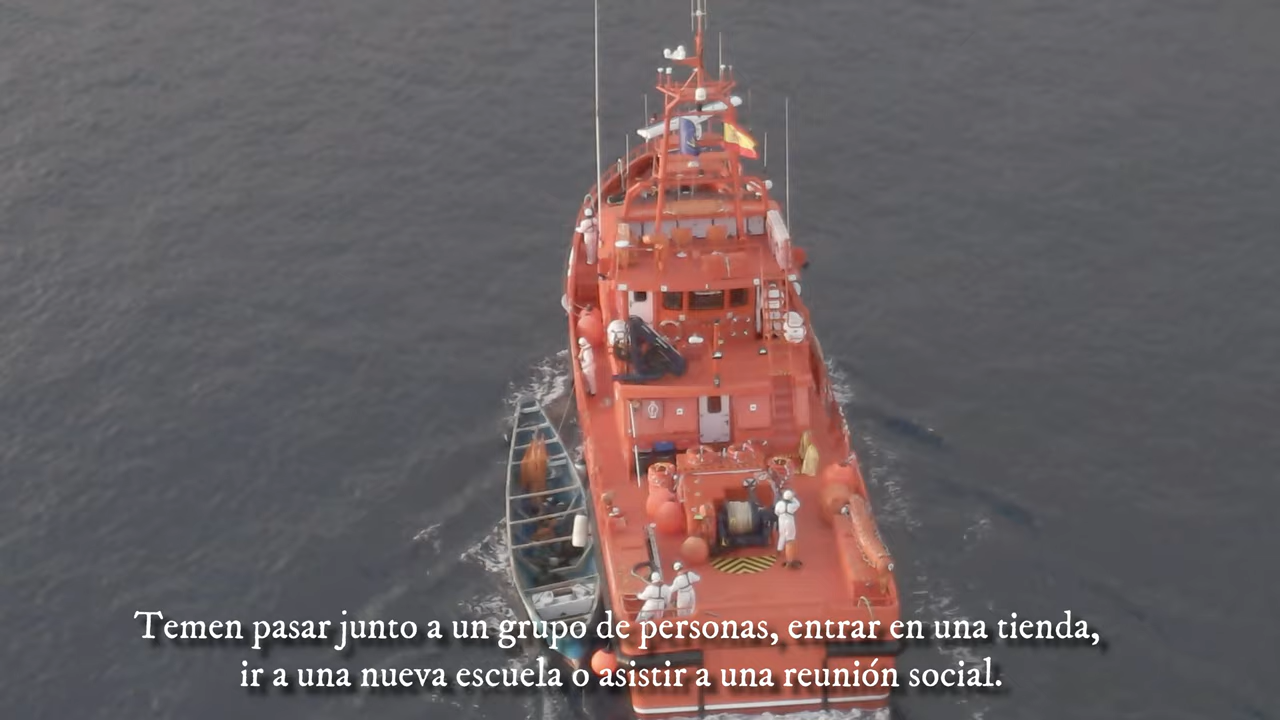 Temen pasar junto a un grupo de personas, entrar en una tienda,
ir a una nueva escuela o asistir a una reunión social.